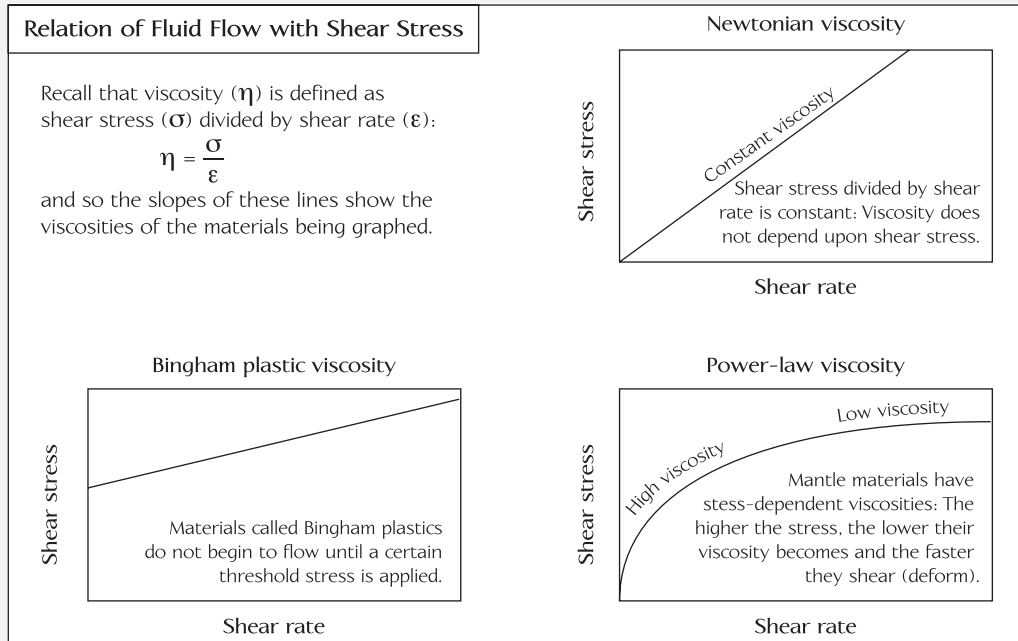 Relation of Fluid Flow with Shear Stress
Recall that viscosity (η) is defined as
shear stress (σ) divided by shear rate (ε):
η = σ
ε
and so the slopes of these lines show the
viscosities of the materials being graphed.
Newtonian viscosity
Shear stress
Constant viscosity
Shear stress divided by shear
rate is constant: Viscosity does
not depend upon shear stress.
Shear rate
Bingham plastic viscosity
Shear stress
Materials called Bingham plastics
do not begin to flow until a certain
threshold stress is applied.
Shear rate
Power-law viscosity
Shear stress
High viscosity
Low viscosity
Mantle materials have
stess-dependent viscosities: The
higher the stress, the lower their
viscosity becomes and the faster
they shear (deform).
Shear rate